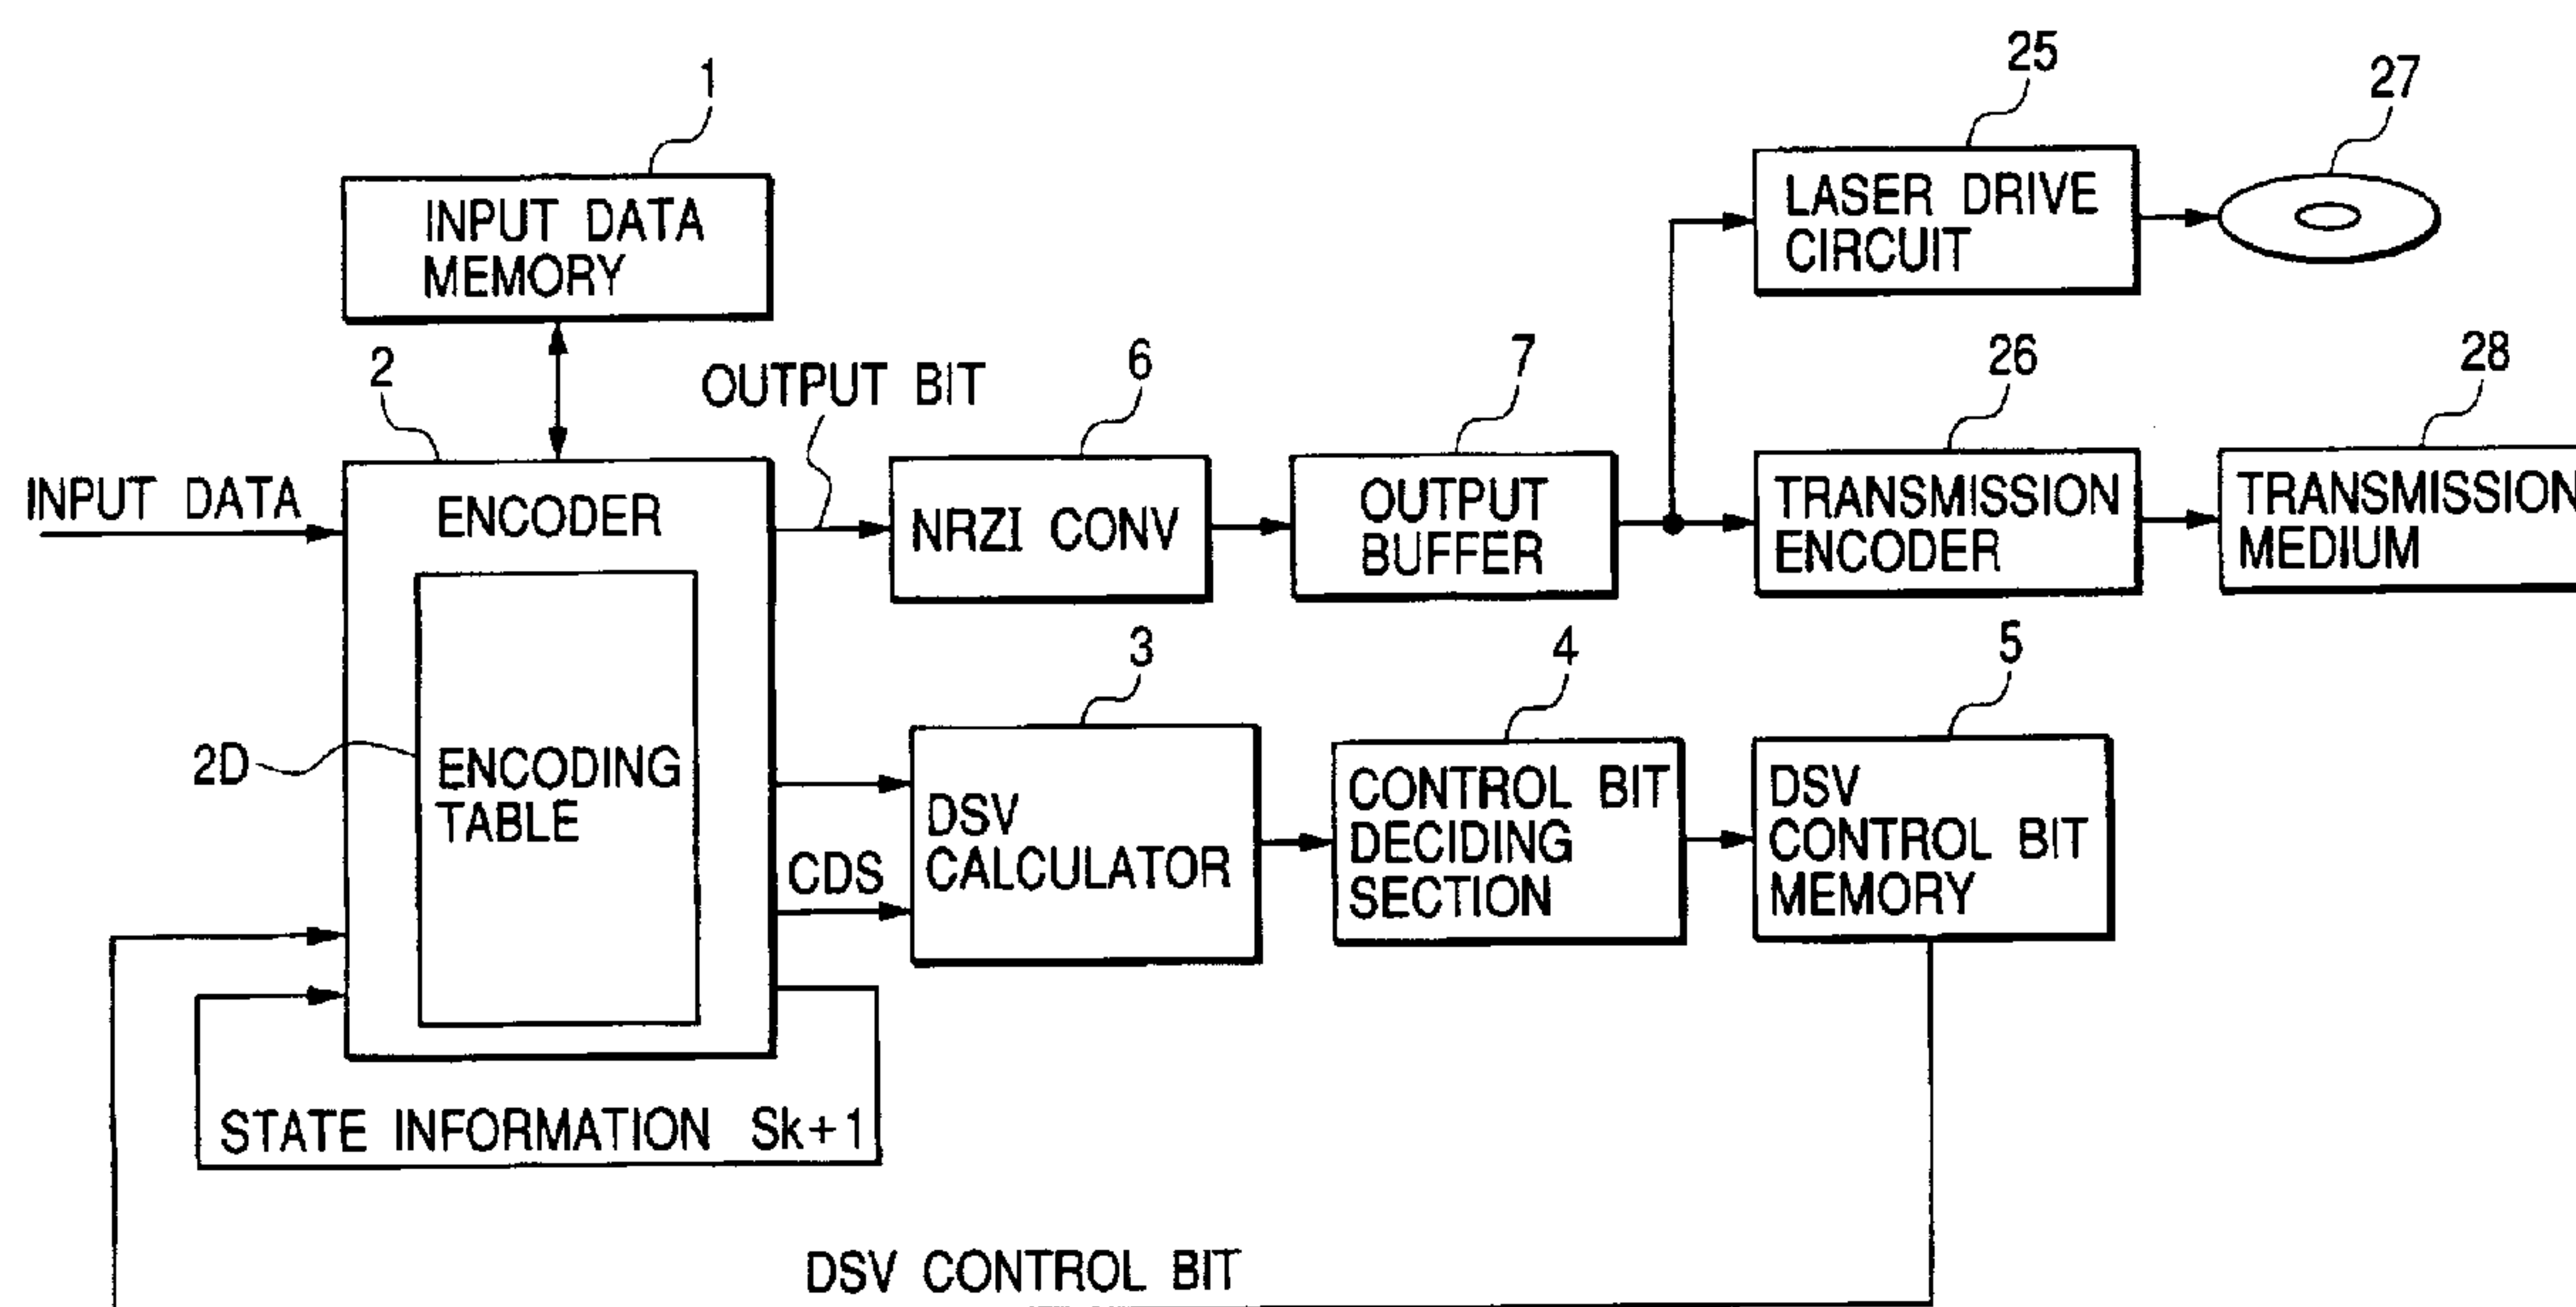 25
27
1
LASER DRIVE
CIRCUIT
INPUT DATA
MEMORY
2
OUTPUT BIT
6
7
26
28
INPUT DATA
ENCODER
NRZI CONV
OUTPUT
BUFFER
TRANSMISSION
ENCODER
TRANSMISSION
MEDIUM
3
4
5
2D
ENCODING
TABLE
DSV
CALCULATOR
CDS
CONTROL BIT
DECIDING
SECTION
DSV
CONTROL BIT
MEMORY
STATE INFORMATION Sk+1
DSV CONTROL BIT